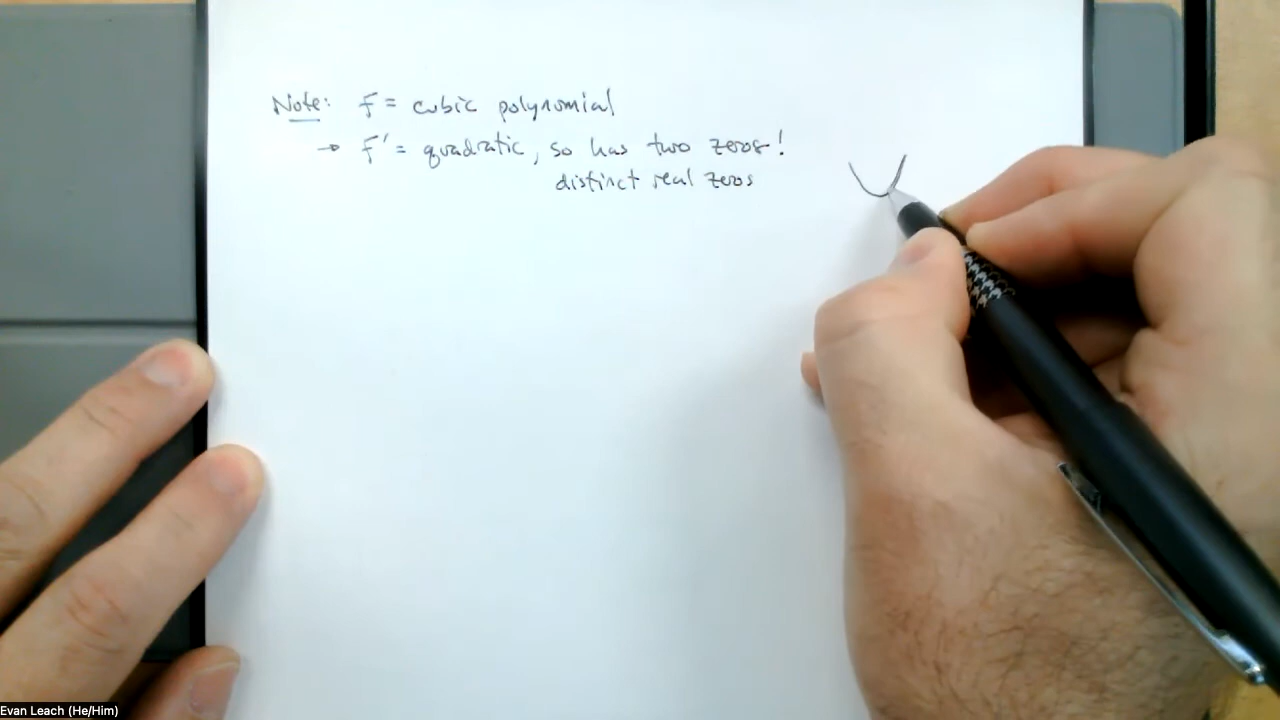 Note: f = cubic polynomial
→ f' = quadratic, so has two zeros!
distinct real zeros
Evan Leach (He/Him)